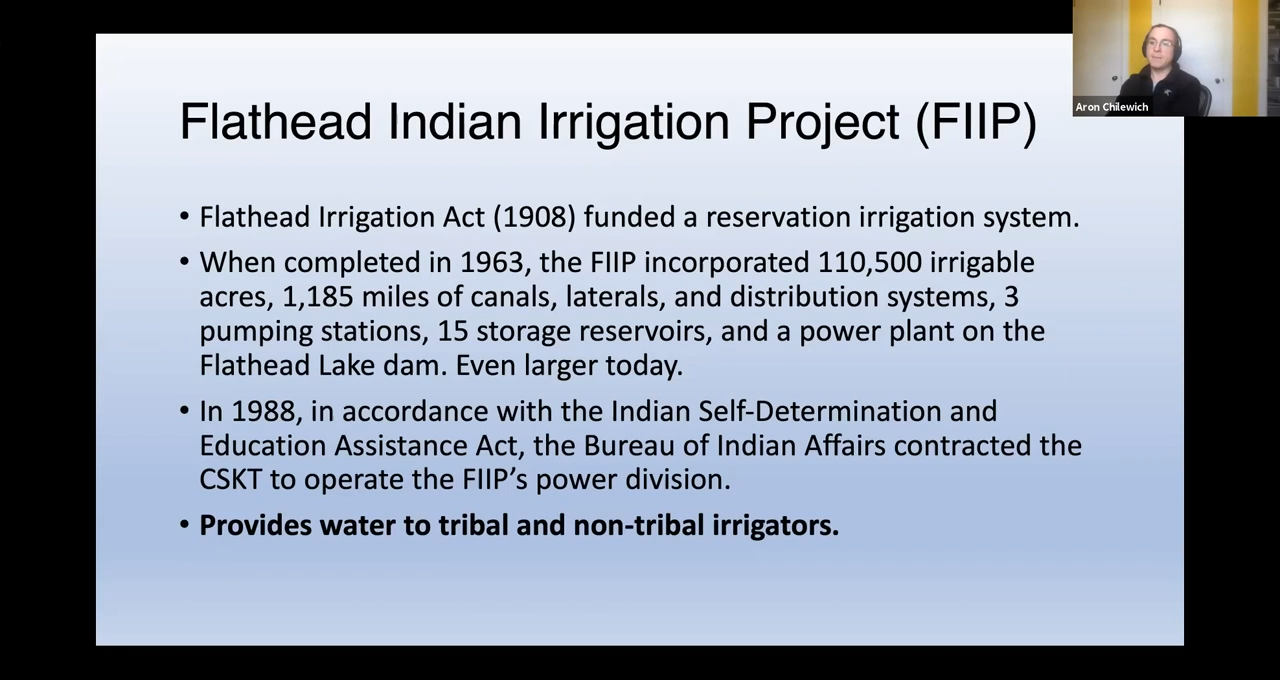 Flathead Indian Irrigation Project (FIIP)
Aron Chilewich
• Flathead Irrigation Act (1908) funded a reservation irrigation system.
• When completed in 1963, the FIIP incorporated 110,500 irrigable
acres, 1,185 miles of canals, laterals, and distribution systems, 3
pumping stations, 15 storage reservoirs, and a power plant on the
Flathead Lake dam. Even larger today.
• In 1988, in accordance with the Indian Self-Determination and
Education Assistance Act, the Bureau of Indian Affairs contracted the
CSKT to operate the FIIP’s power division.
• Provides water to tribal and non-tribal irrigators.